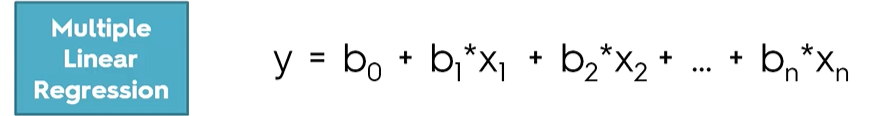 Multiple
Linear
Regression
y = b₀ + b₁*x₁ + b₂*x₂ + ... + bₙ*xₙ